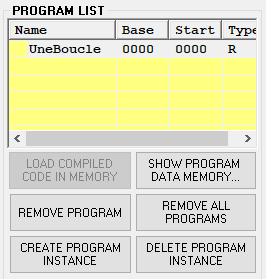 PROGRAM LIST
Name Base Start Type
UneBoucle 0000 0000 R
LOAD COMPILED SHOW PROGRAM
CODE IN MEMORY DATA MEMORY...
REMOVE PROGRAM REMOVE ALL
PROGRAMS
CREATE PROGRAM DELETE PROGRAM
INSTANCE INSTANCE